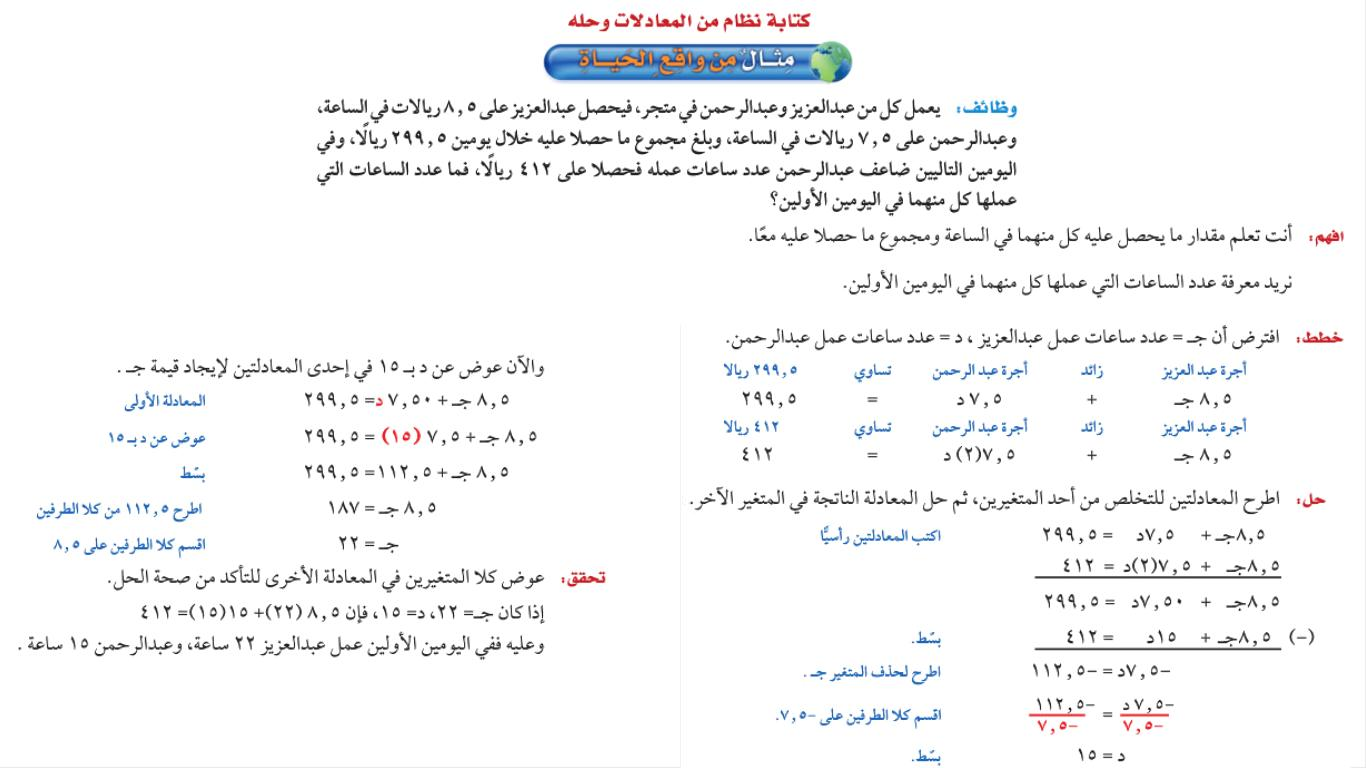 كتابة نظام من المعادلات وحله
مِثــال من واقِعِ الحَيــاةِ
وظائف: يعمل كل من عبدالعزيز وعبدالرحمن في متجر، فيحصل عبدالعزيز على ٨,٥ ريالات في الساعة،
وعبدالرحمن على ٧,٥ ريالات في الساعة، وبلغ مجموع ما حصلا عليه خلال يومين ٢٩٩,٥ ريالًا، وفي
اليومين التاليين ضاعف عبدالرحمن عدد ساعات عمله فحصلا على ٤١٢ ريالًا، فما عدد الساعات التي
عملها كل منهما في اليومين الأولين؟
افهم: أنت تعلم مقدار ما يحصل عليه كل منهما في الساعة ومجموع ما حصلا عليه معًا.
نريد معرفة عدد الساعات التي عملها كل منهما في اليومين الأولين.
خطط: افترض أن جـ = عدد ساعات عمل عبدالعزيز ، د = عدد ساعات عمل عبدالرحمن.
أجرة عبد العزيز زائد أجرة عبد الرحمن تساوي ٢٩٩,٥ ريالا
٨,٥ جـ + ٧,٥ د = ٢٩٩,٥
أجرة عبد العزيز زائد أجرة عبد الرحمن تساوي ٤١٢ ريالا
٨,٥ جـ + ٧,٥(٢) د = ٤١٢
حل: اطرح المعادلتين للتخلص من أحد المتغيرين، ثم حل المعادلة الناتجة في المتغير الآخر.
٨,٥جـ + ٧,٥د = ٢٩٩,٥ اكتب المعادلتين رأسيًّا
٨,٥جـ + ٧,٥(٢)د = ٤١٢
٨,٥جـ + ٧,٥٠د = ٢٩٩,٥
(-) ٨,٥جـ + ١٥د = ٤١٢ بسّط.
-٧,٥د = -١١٢,٥ اطرح لحذف المتغير جـ .
-٧,٥ د / -٧,٥ = -١١٢,٥ / -٧,٥ اقسم كلا الطرفين على -٧,٥.
د = ١٥ بسّط.
والآن عوض عن د بـ ١٥ في إحدى المعادلتين لإيجاد قيمة جـ .
٨,٥ جـ + ٧,٥٠ د = ٢٩٩,٥ المعادلة الأولى
٨,٥ جـ + ٧,٥ (١٥) = ٢٩٩,٥ عوض عن د بـ ١٥
٨,٥ جـ + ١١٢,٥ = ٢٩٩,٥ بسّط
٨,٥ جـ = ١٨٧ اطرح ١١٢,٥ من كلا الطرفين
جـ = ٢٢ اقسم كلا الطرفين على ٨,٥
تحقق: عوض كلا المتغيرين في المعادلة الأخرى للتأكد من صحة الحل.
إذا كان جـ= ٢٢، د= ١٥، فإن ٨,٥ (٢٢)+ ١٥(١٥)= ٤١٢
وعليه ففي اليومين الأولين عمل عبدالعزيز ٢٢ ساعة، وعبدالرحمن ١٥ ساعة .